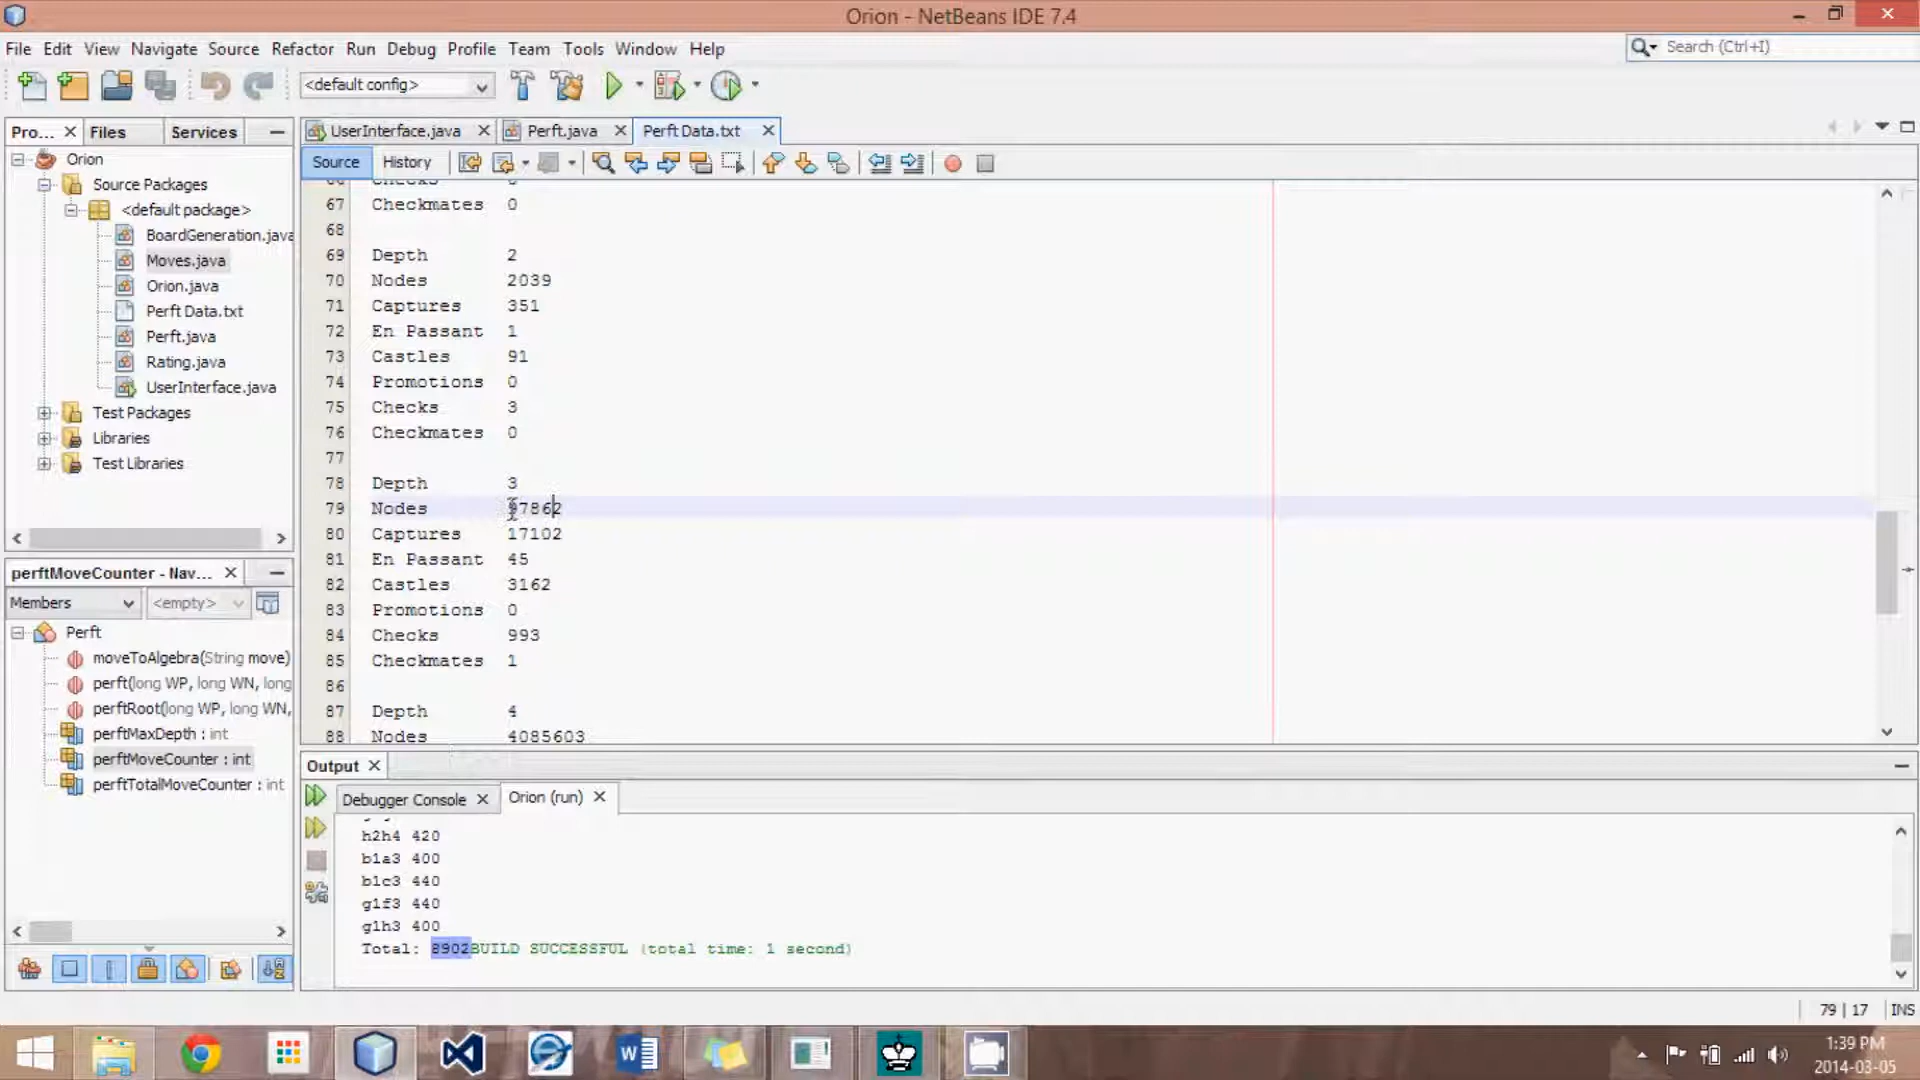 Orion - NetBeans IDE 7.4
File Edit View Navigate Source Refactor Run Debug Profile Team Tools Window Help
Search (Ctrl+I)
<default config>
Pro... Files Services
UserInterface.java Perft.java Perft Data.txt
Source History
Orion
Source Packages
<default package>
BoardGeneration.java
Moves.java
Orion.java
Perft Data.txt
Perft.java
Rating.java
UserInterface.java
Test Packages
Libraries
Test Libraries
67 Checkmates 0
68
69 Depth 2
70 Nodes 2039
71 Captures 351
72 En Passant 1
73 Castles 91
74 Promotions 0
75 Checks 3
76 Checkmates 0
77
78 Depth 3
79 Nodes 97862
80 Captures 17102
81 En Passant 45
82 Castles 3162
83 Promotions 0
84 Checks 993
85 Checkmates 1
86
87 Depth 4
88 Nodes 4085603
perftMoveCounter - Nav...
Members <empty>
Perft
moveToAlgebra(String move)
perft(long WP, long WN, long
perftRoot(long WP, long WN,
perftMaxDepth : int
perftMoveCounter : int
perftTotalMoveCounter : int
Output
Debugger Console Orion (run)
h2h4 420
b1a3 400
b1c3 440
g1f3 440
g1h3 400
Total: 8902BUILD SUCCESSFUL (total time: 1 second)
79 | 17 INS
1:39 PM
2014-03-05